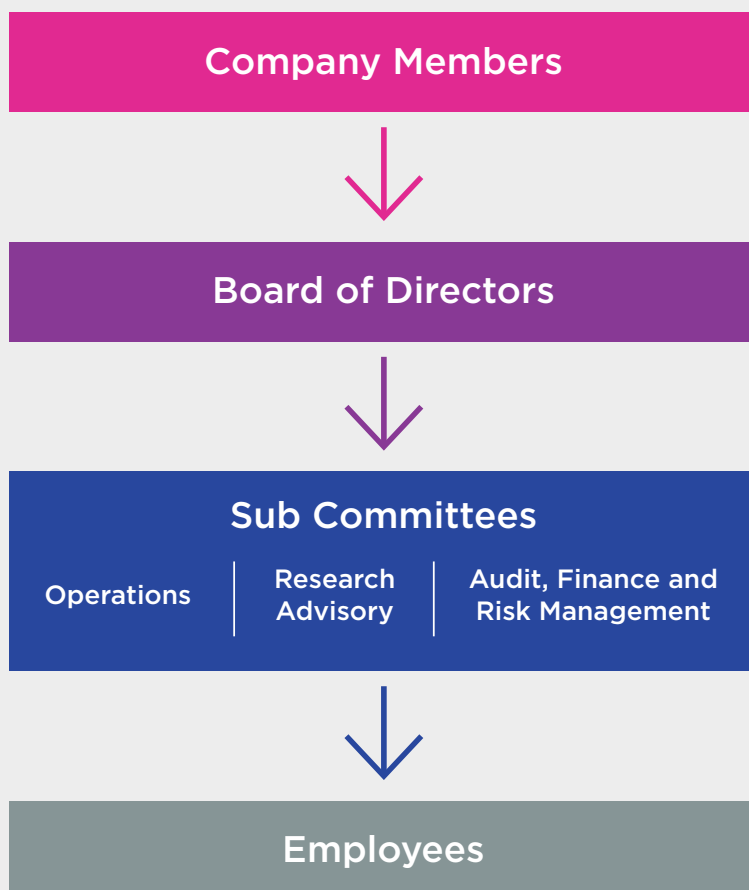 Company Members
Board of Directors
Sub Committees
Operations
Research
Advisory
Audit, Finance and
Risk Management
Employees